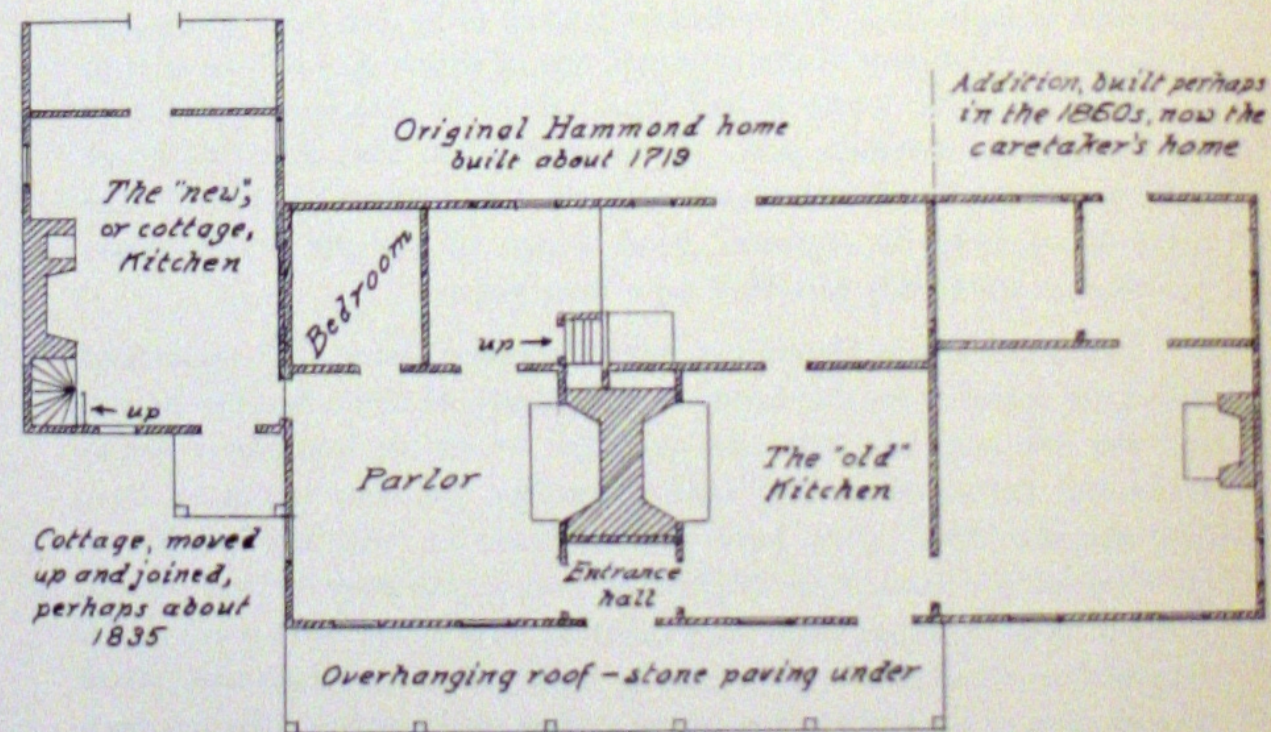 Original Hammond home
built about 1719
Addition, built perhaps
in the 1860s, now the
caretaker's home
The "new",
or cottage,
Kitchen
Bedroom
up
up
Parlor
The "old"
Kitchen
Cottage, moved
up and joined,
perhaps about
1835
Entrance
hall
Overhanging roof – stone paving under